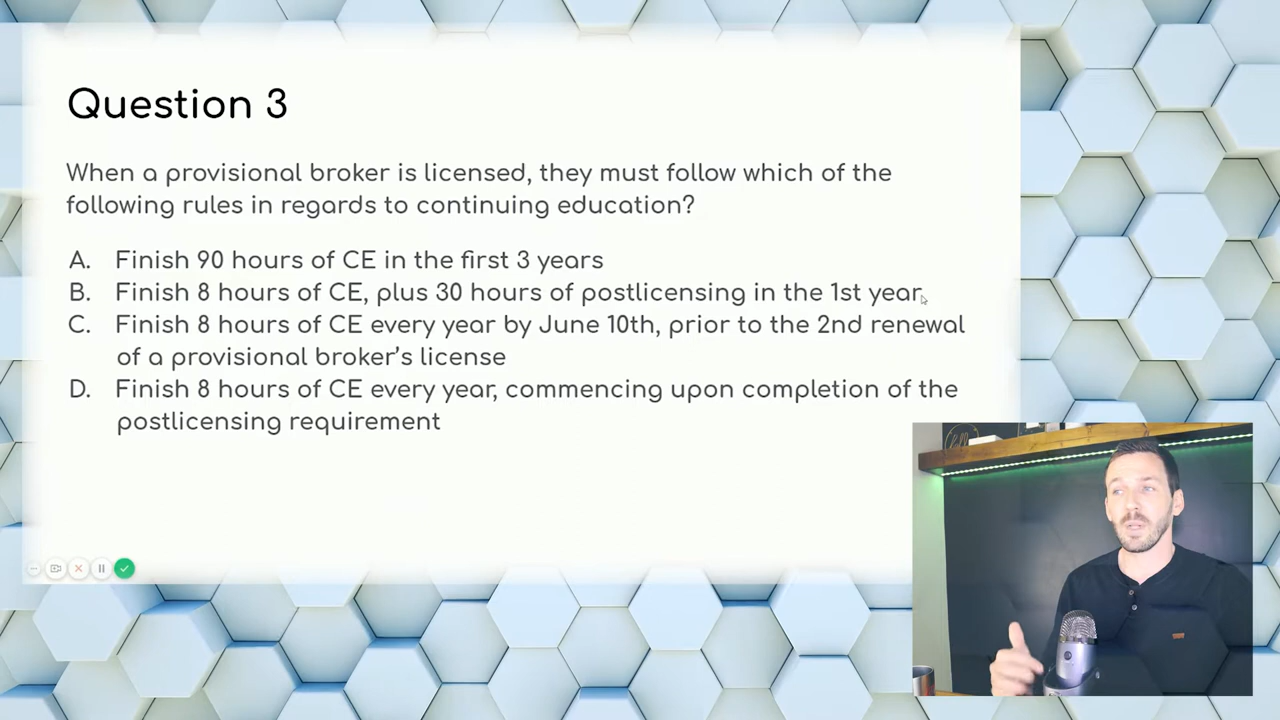 Question 3
When a provisional broker is licensed, they must follow which of the
following rules in regards to continuing education?
A. Finish 90 hours of CE in the first 3 years
B. Finish 8 hours of CE, plus 30 hours of postlicensing in the 1st year.
C. Finish 8 hours of CE every year by June 10th, prior to the 2nd renewal
of a provisional broker's license
D. Finish 8 hours of CE every year, commencing upon completion of the
postlicensing requirement